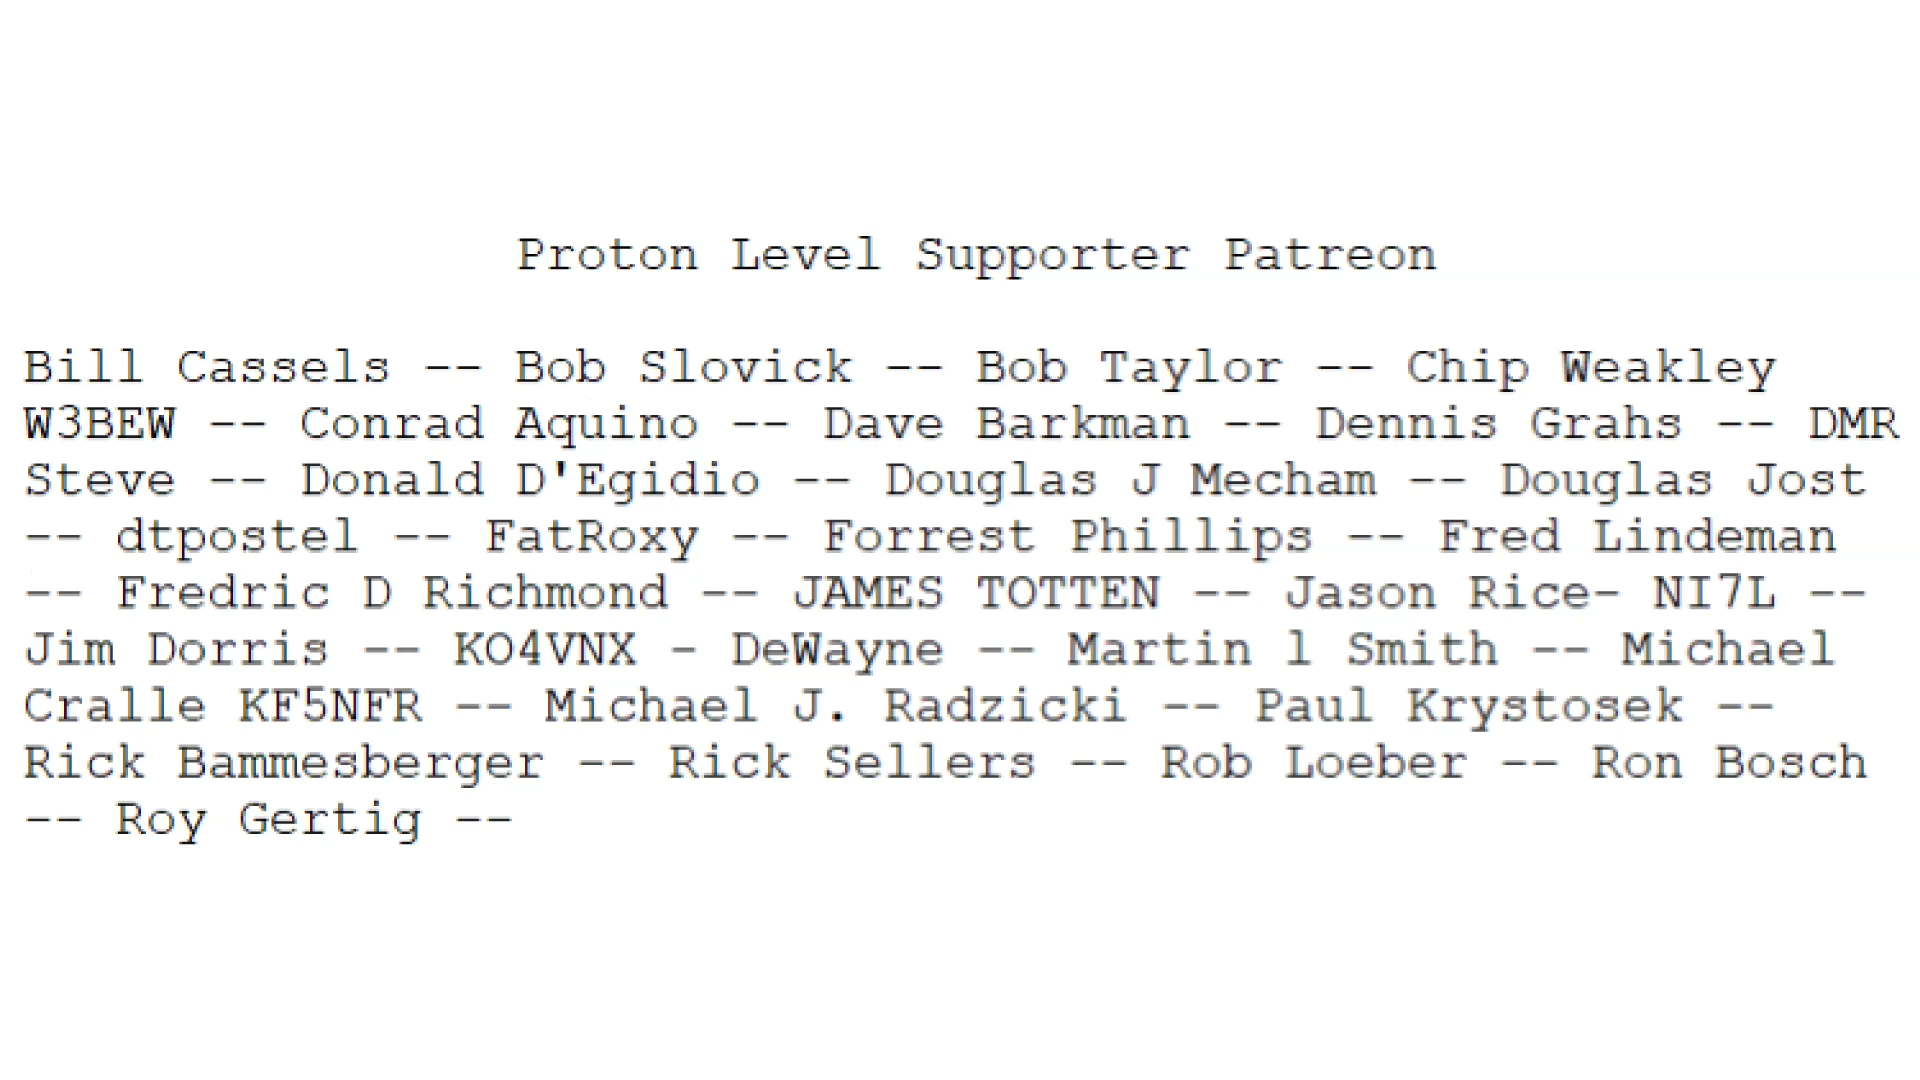 Proton Level Supporter Patreon
Bill Cassels -- Bob Slovick -- Bob Taylor -- Chip Weakley
W3BEW -- Conrad Aquino -- Dave Barkman -- Dennis Grahs -- DMR
Steve -- Donald D'Egidio -- Douglas J Mecham -- Douglas Jost
-- dtpostel -- FatRoxy -- Forrest Phillips -- Fred Lindeman
-- Fredric D Richmond -- JAMES TOTTEN -- Jason Rice- NI7L --
Jim Dorris -- KO4VNX - DeWayne -- Martin l Smith -- Michael
Cralle KF5NFR -- Michael J. Radzicki -- Paul Krystosek --
Rick Bammesberger -- Rick Sellers -- Rob Loeber -- Ron Bosch
-- Roy Gertig --